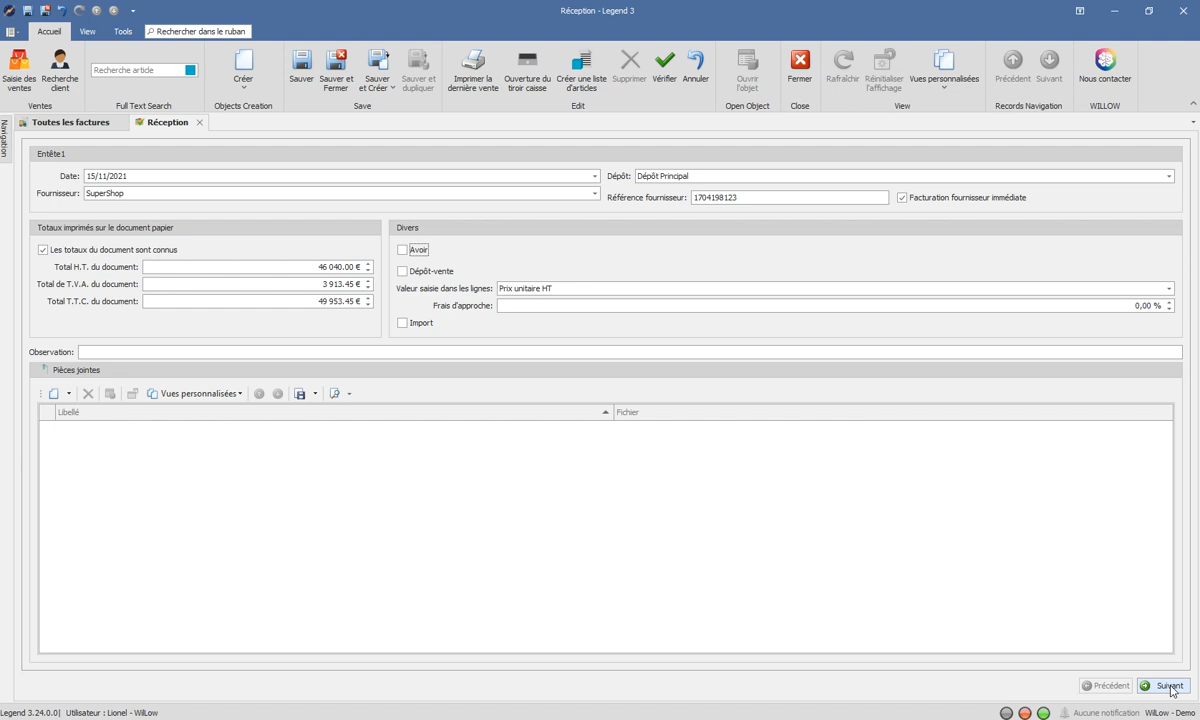 Réception - Legend 3
Accueil View Tools Rechercher dans le ruban
Saisie des ventes
Recherche client
Ventes
Recherche article
Full Text Search
Créer
Objects Creation
Sauver
Sauver et Fermer
Sauver et Créer
Sauver et dupliquer
Save
Imprimer la dernière vente
Ouverture du tiroir caisse
Créer une liste d'articles
Supprimer
Vérifier
Annuler
Edit
Ouvrir l'objet
Open Object
Fermer
Close
Rafraîchir
Réinitialiser l'affichage
Vues personnalisées
View
Précédent
Suivant
Records Navigation
Nous contacter
WILLOW
Navigation
Toutes les factures
Réception
Entête1
Date: 15/11/2021
Dépôt: Dépôt Principal
Fournisseur: SuperShop
Référence fournisseur: 1704198123
Facturation fournisseur immédiate
Totaux imprimés sur le document papier
Les totaux du document sont connus
Total H.T. du document: 46 040.00 €
Total de T.V.A. du document: 3 913.45 €
Total T.T.C. du document: 49 953.45 €
Divers
Avoir
Dépôt-vente
Valeur saisie dans les lignes: Prix unitaire HT
Frais d'approche: 0,00 %
Import
Observation:
Pièces jointes
Vues personnalisées
Libellé Fichier
Précédent Suivant
Legend 3.24.0.0| Utilisateur : Lionel - WilLow
Aucune notification WilLow - Demo